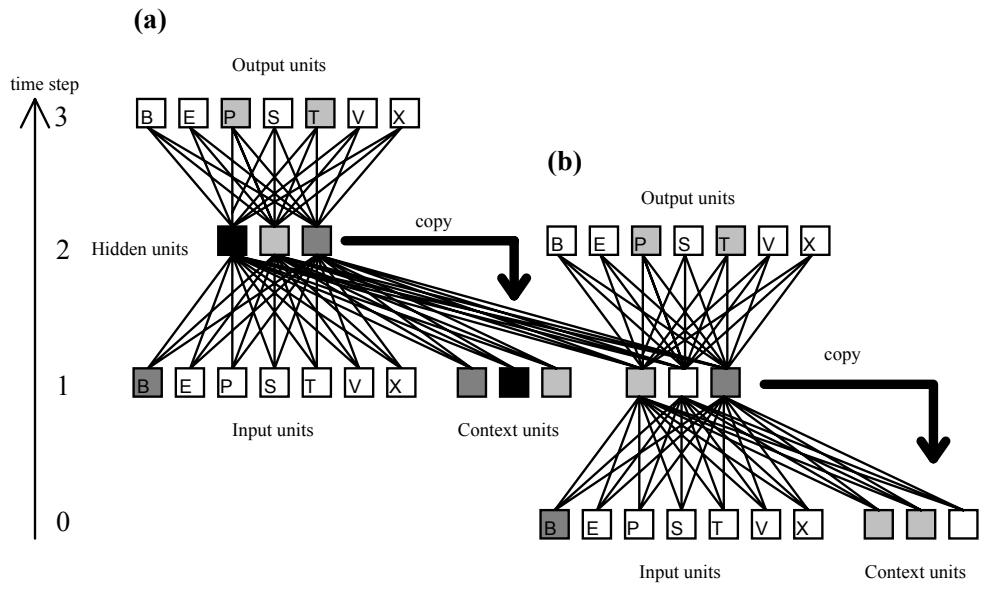 (a)
Output units
time step
3
B E P S T V X
(b)
Output units
copy
2
Hidden units
B E P S T V X
copy
1
B E P S T V X
Input units
Context units
0
B E P S T V X
Input units
Context units